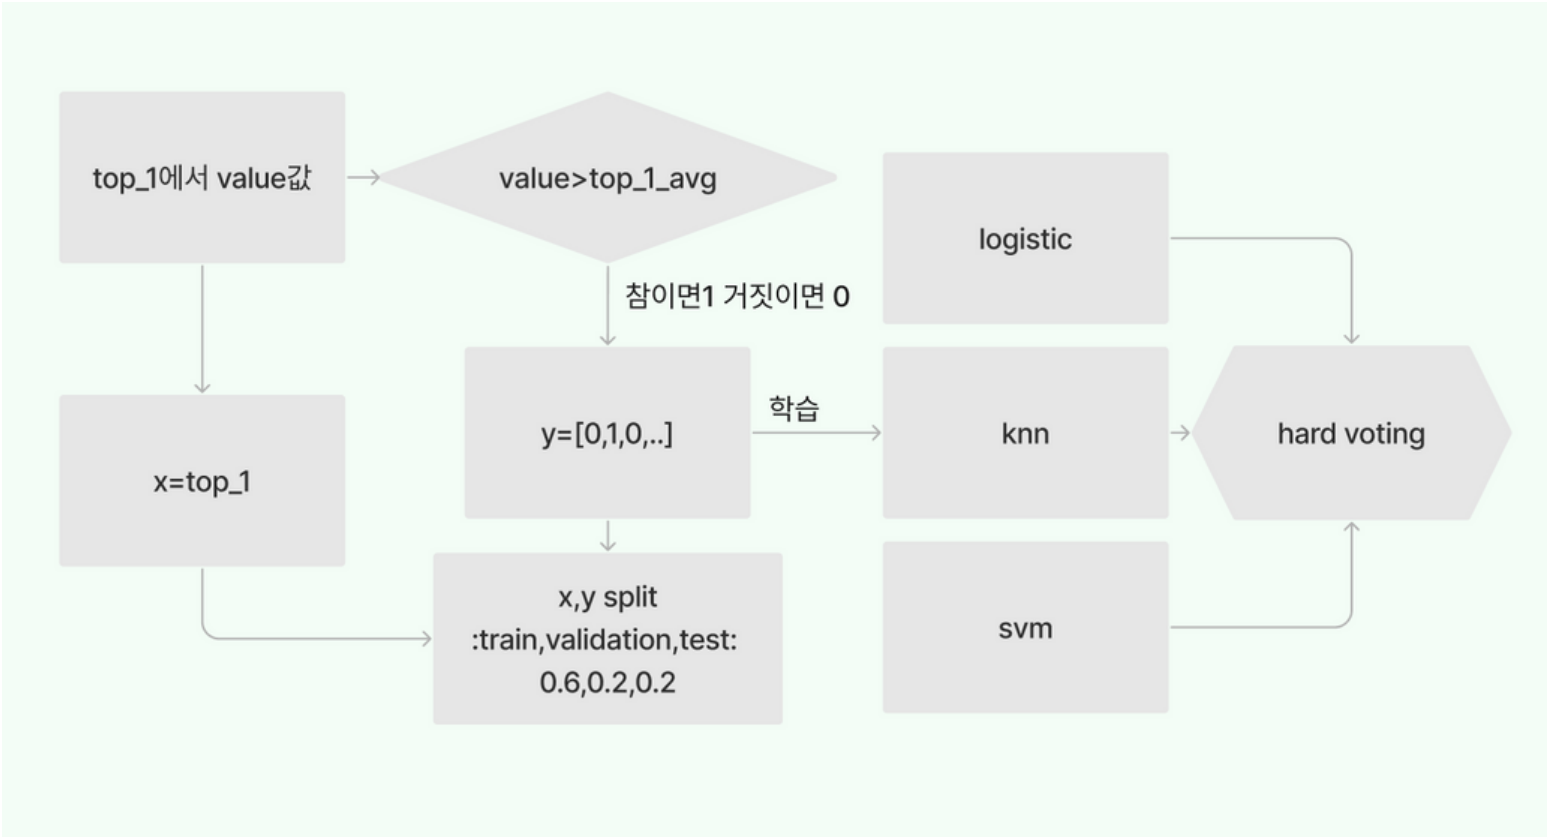 top_1에서 value값
value>top_1_avg
참이면1 거짓이면 0
x=top_1
y=[0,1,0,..]
학습
x,y split
:train,validation,test:
0.6,0.2,0.2
logistic
knn
svm
hard voting